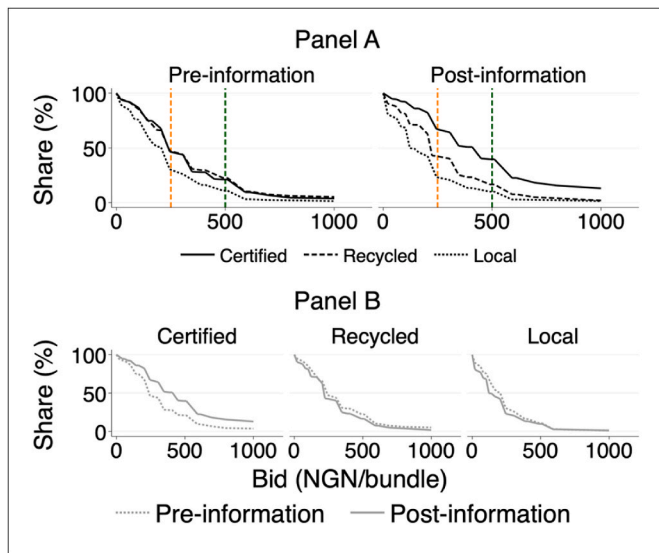 Panel A
Pre-information
Post-information
Share (%)
100
50
0
0 500 1000
0 500 1000
Certified Recycled Local
Panel B
Certified Recycled Local
Share (%)
100
50
0
0 500 1000
0 500 1000
0 500 1000
Bid (NGN/bundle)
Pre-information Post-information